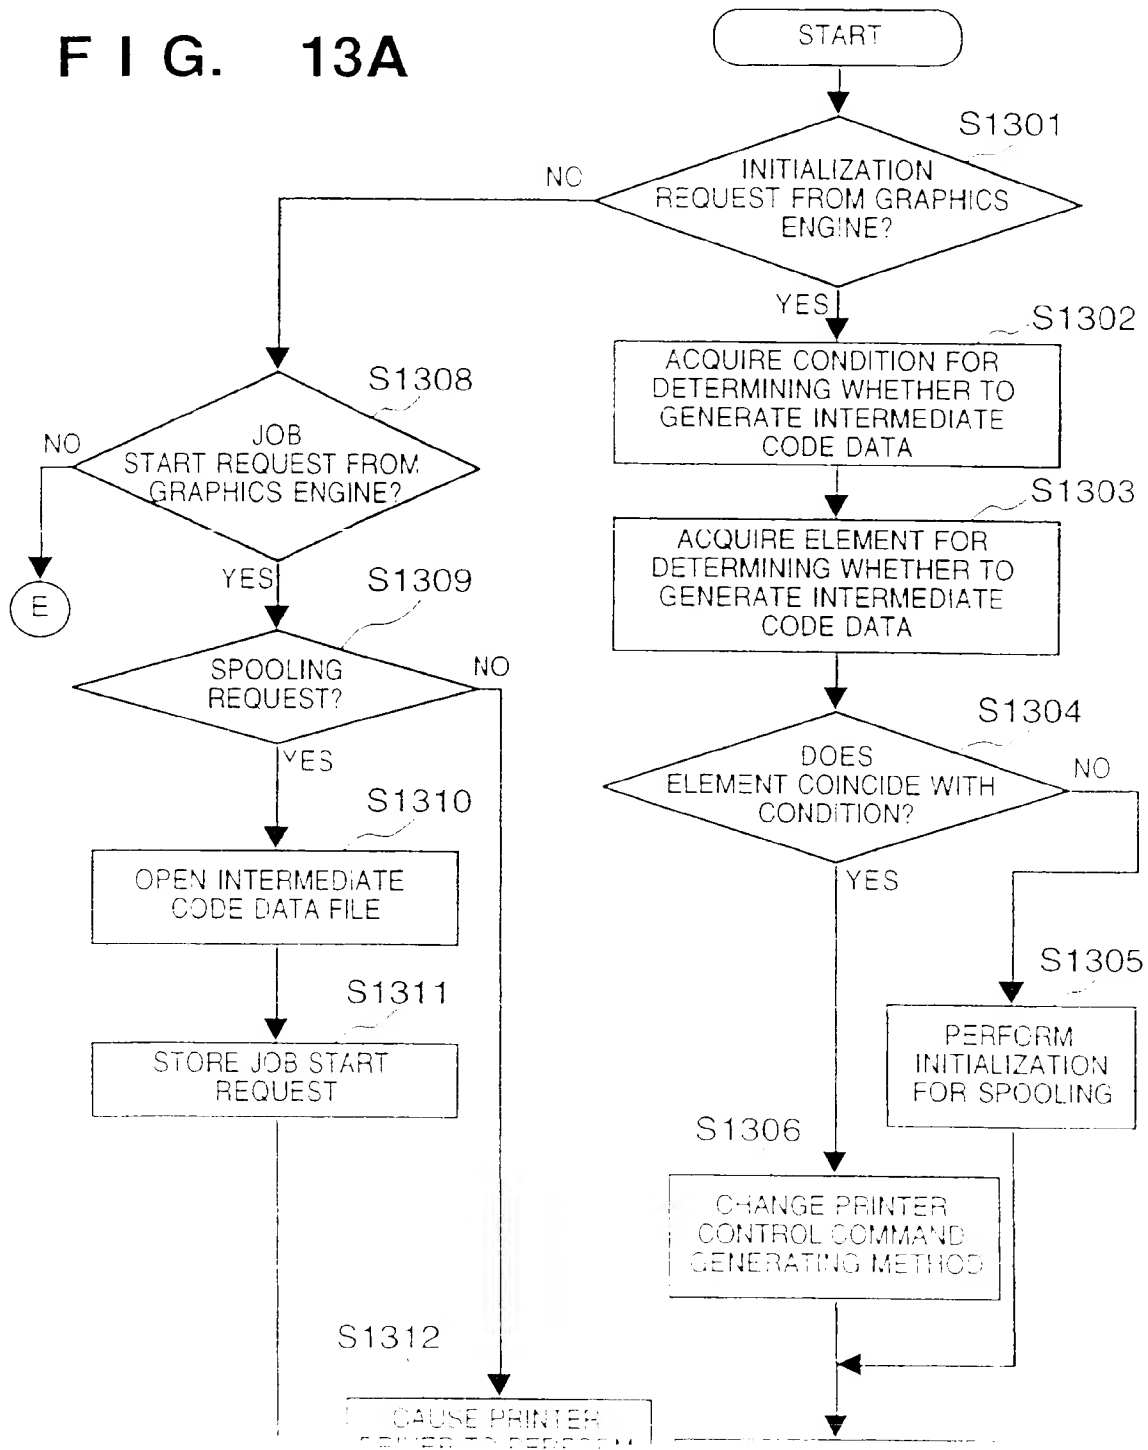 FIG. 13A
START
S1301
INITIALIZATION
REQUEST FROM GRAPHICS
ENGINE?
NO
YES
S1302
ACQUIRE CONDITION FOR
DETERMINING WHETHER TO
GENERATE INTERMEDIATE
CODE DATA
S1303
ACQUIRE ELEMENT FOR
DETERMINING WHETHER TO
GENERATE INTERMEDIATE
CODE DATA
S1304
DOES
ELEMENT COINCIDE WITH
CONDITION?
NO
YES
S1305
PERFORM
INITIALIZATION
FOR SPOOLING
S1306
CHANGE PRINTER
CONTROL COMMAND
GENERATING METHOD
S1308
JOB
START REQUEST FROM
GRAPHICS ENGINE?
NO
E
YES
S1309
SPOOLING
REQUEST?
NO
YES
S1310
OPEN INTERMEDIATE
CODE DATA FILE
S1311
STORE JOB START
REQUEST
S1312
CAUSE PRINTER
DRIVER TO PERFORM